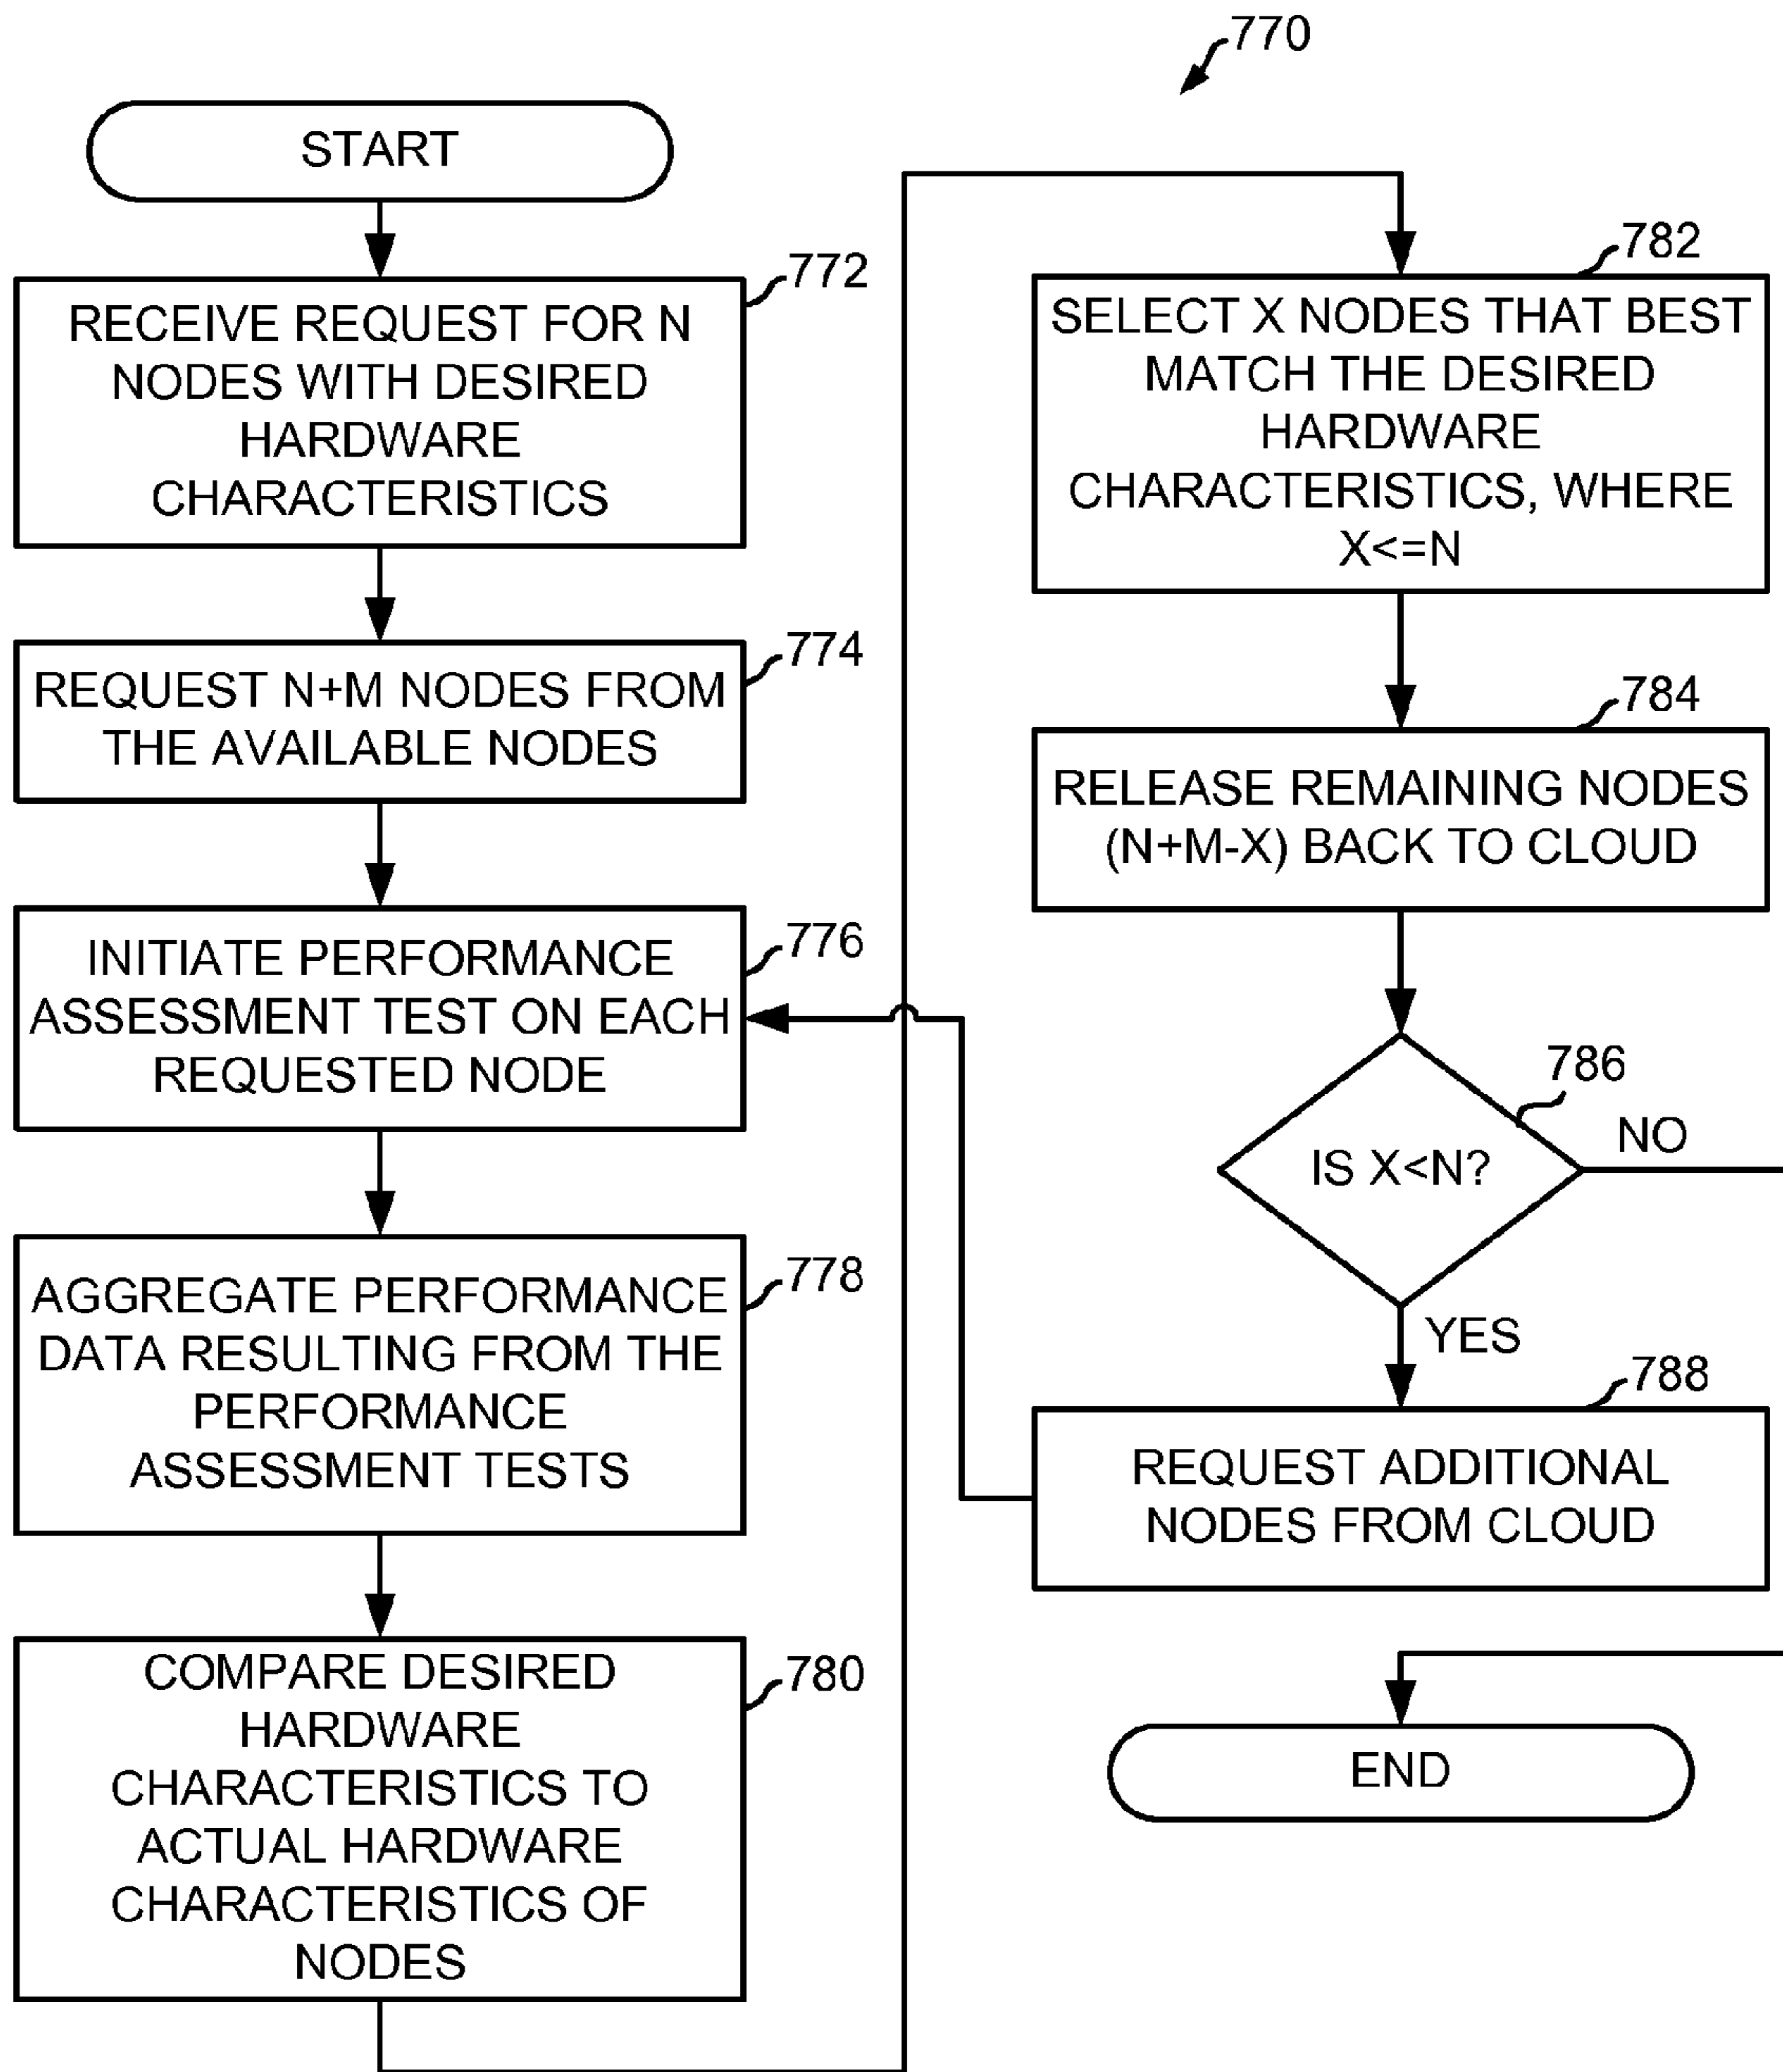 770
START
772
RECEIVE REQUEST FOR N
NODES WITH DESIRED
HARDWARE
CHARACTERISTICS
774
REQUEST N+M NODES FROM
THE AVAILABLE NODES
776
INITIATE PERFORMANCE
ASSESSMENT TEST ON EACH
REQUESTED NODE
778
AGGREGATE PERFORMANCE
DATA RESULTING FROM THE
PERFORMANCE
ASSESSMENT TESTS
780
COMPARE DESIRED
HARDWARE
CHARACTERISTICS TO
ACTUAL HARDWARE
CHARACTERISTICS OF
NODES
782
SELECT X NODES THAT BEST
MATCH THE DESIRED
HARDWARE
CHARACTERISTICS, WHERE
X<=N
784
RELEASE REMAINING NODES
(N+M-X) BACK TO CLOUD
786
IS X<N?
NO
YES
788
REQUEST ADDITIONAL
NODES FROM CLOUD
END